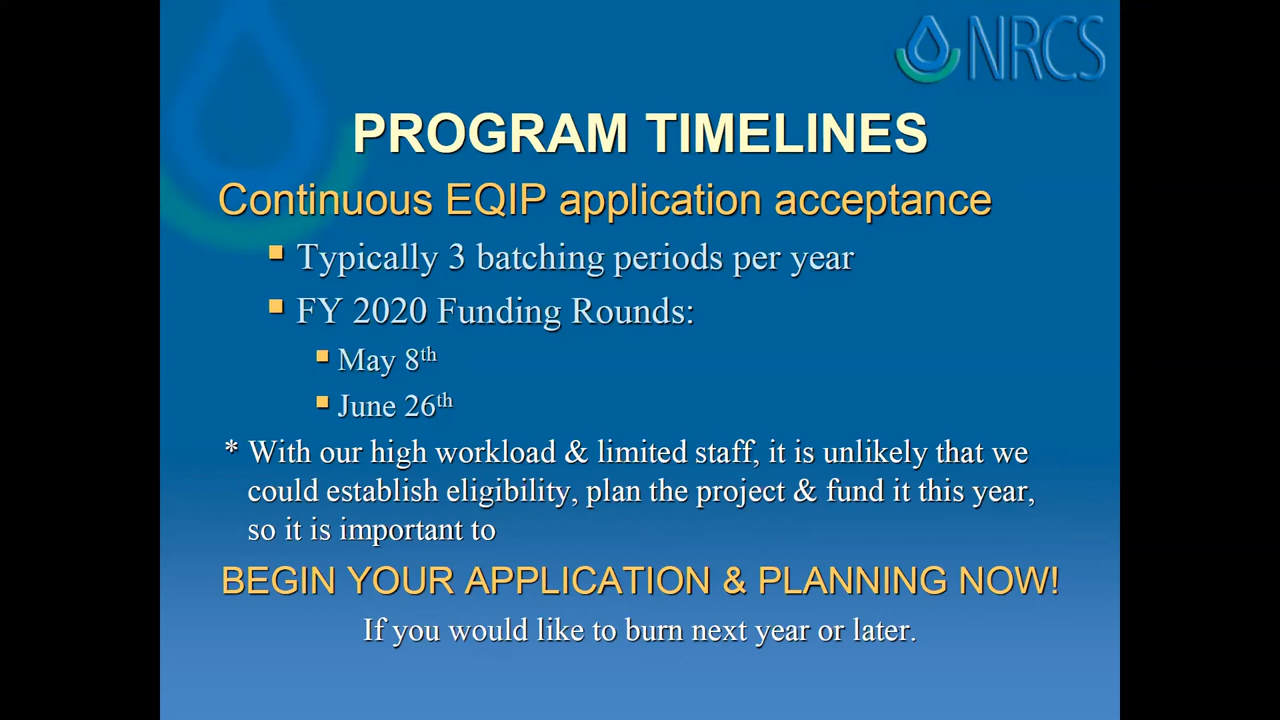 NRCS
PROGRAM TIMELINES
Continuous EQIP application acceptance
Typically 3 batching periods per year
FY 2020 Funding Rounds:
May 8th
June 26th
* With our high workload & limited staff, it is unlikely that we
could establish eligibility, plan the project & fund it this year,
so it is important to
BEGIN YOUR APPLICATION & PLANNING NOW!
If you would like to burn next year or later.